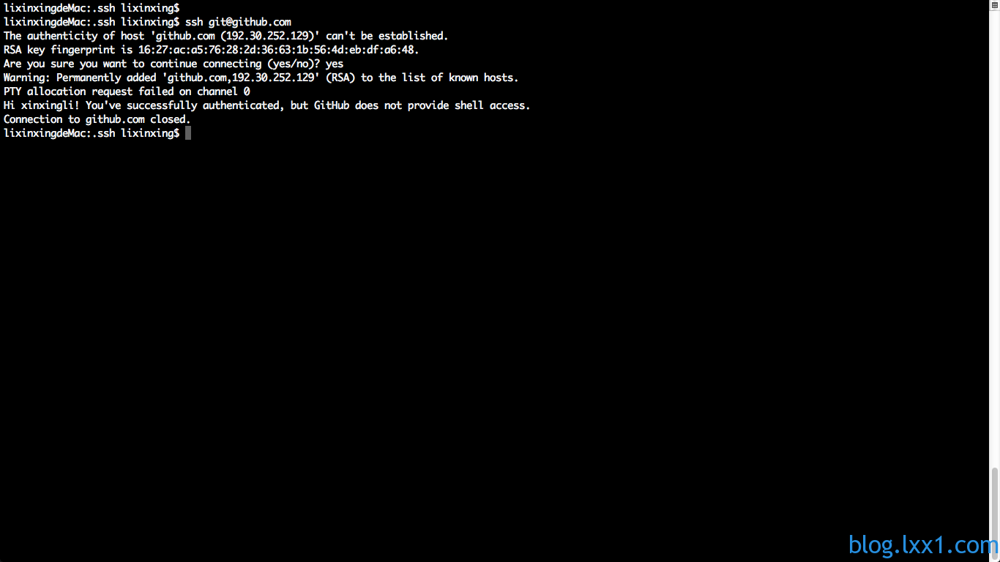 lixinxingdeMac:.ssh lixinxing$
lixinxingdeMac:.ssh lixinxing$ ssh git@github.com
The authenticity of host 'github.com (192.30.252.129)' can't be established.
RSA key fingerprint is 16:27:ac:a5:76:28:2d:36:63:1b:56:4d:eb:df:a6:48.
Are you sure you want to continue connecting (yes/no)? yes
Warning: Permanently added 'github.com,192.30.252.129' (RSA) to the list of known hosts.
PTY allocation request failed on channel 0
Hi xinxingli! You've successfully authenticated, but GitHub does not provide shell access.
Connection to github.com closed.
lixinxingdeMac:.ssh lixinxing$
blog.lxx1.com